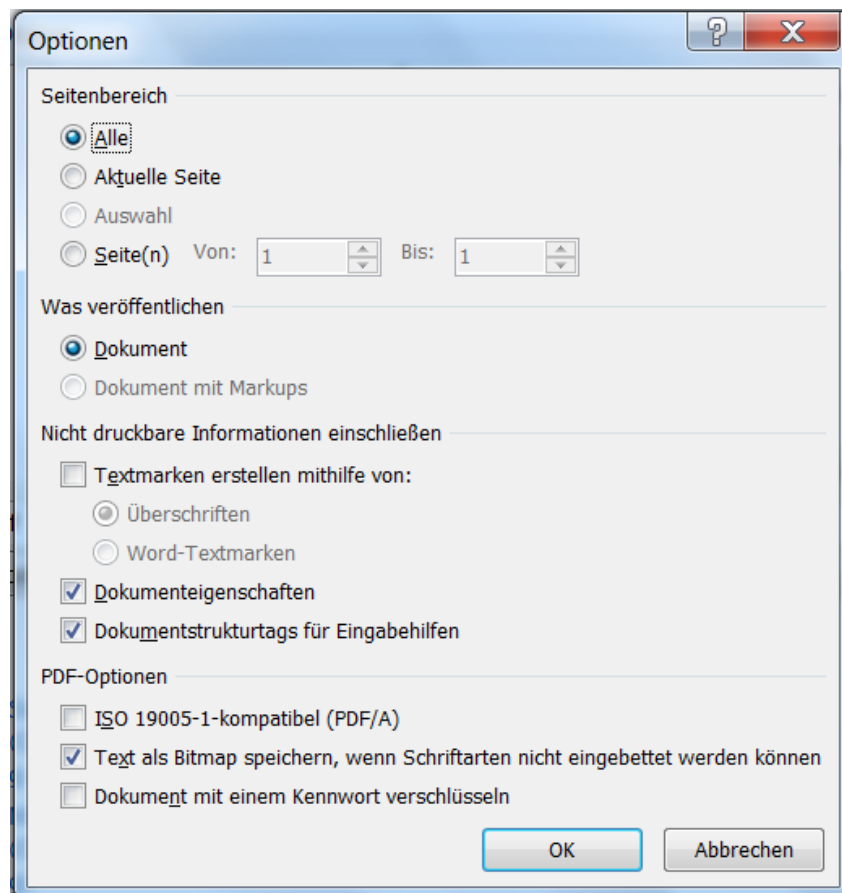 Optionen
Seitenbereich
Alle
Aktuelle Seite
Auswahl
Seite(n) Von: 1 Bis: 1
Was veröffentlichen
Dokument
Dokument mit Markups
Nicht druckbare Informationen einschließen
Textmarken erstellen mithilfe von:
Überschriften
Word-Textmarken
Dokumenteigenschaften
Dokumentstrukturtags für Eingabehilfen
PDF-Optionen
ISO 19005-1-kompatibel (PDF/A)
Text als Bitmap speichern, wenn Schriftarten nicht eingebettet werden können
Dokument mit einem Kennwort verschlüsseln
OK Abbrechen